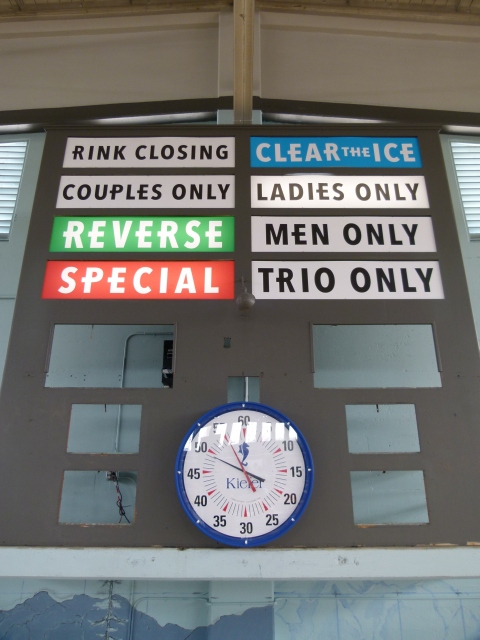 RINK CLOSING
CLEAR THE ICE
COUPLES ONLY
LADIES ONLY
REVERSE
MEN ONLY
SPECIAL
TRIO ONLY
60
55
10
50
15
45
20
40
25
35
30
Kiefer